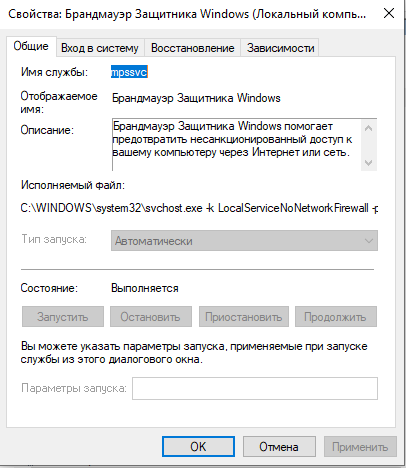 Свойства: Брандмауэр Защитника Windows (Локальный компь...
Общие Вход в систему Восстановление Зависимости
Имя службы: mpssvc
Отображаемое имя: Брандмауэр Защитника Windows
Описание: Брандмауэр Защитника Windows помогает
предотвратить несанкционированный доступ к
вашему компьютеру через Интернет или сеть.
Исполняемый файл:
C:\WINDOWS\system32\svchost.exe -k LocalServiceNoNetworkFirewall -p
Тип запуска: Автоматически
Состояние: Выполняется
Запустить Остановить Приостановить Продолжить
Вы можете указать параметры запуска, применяемые при запуске
службы из этого диалогового окна.
Параметры запуска:
OK Отмена Применить